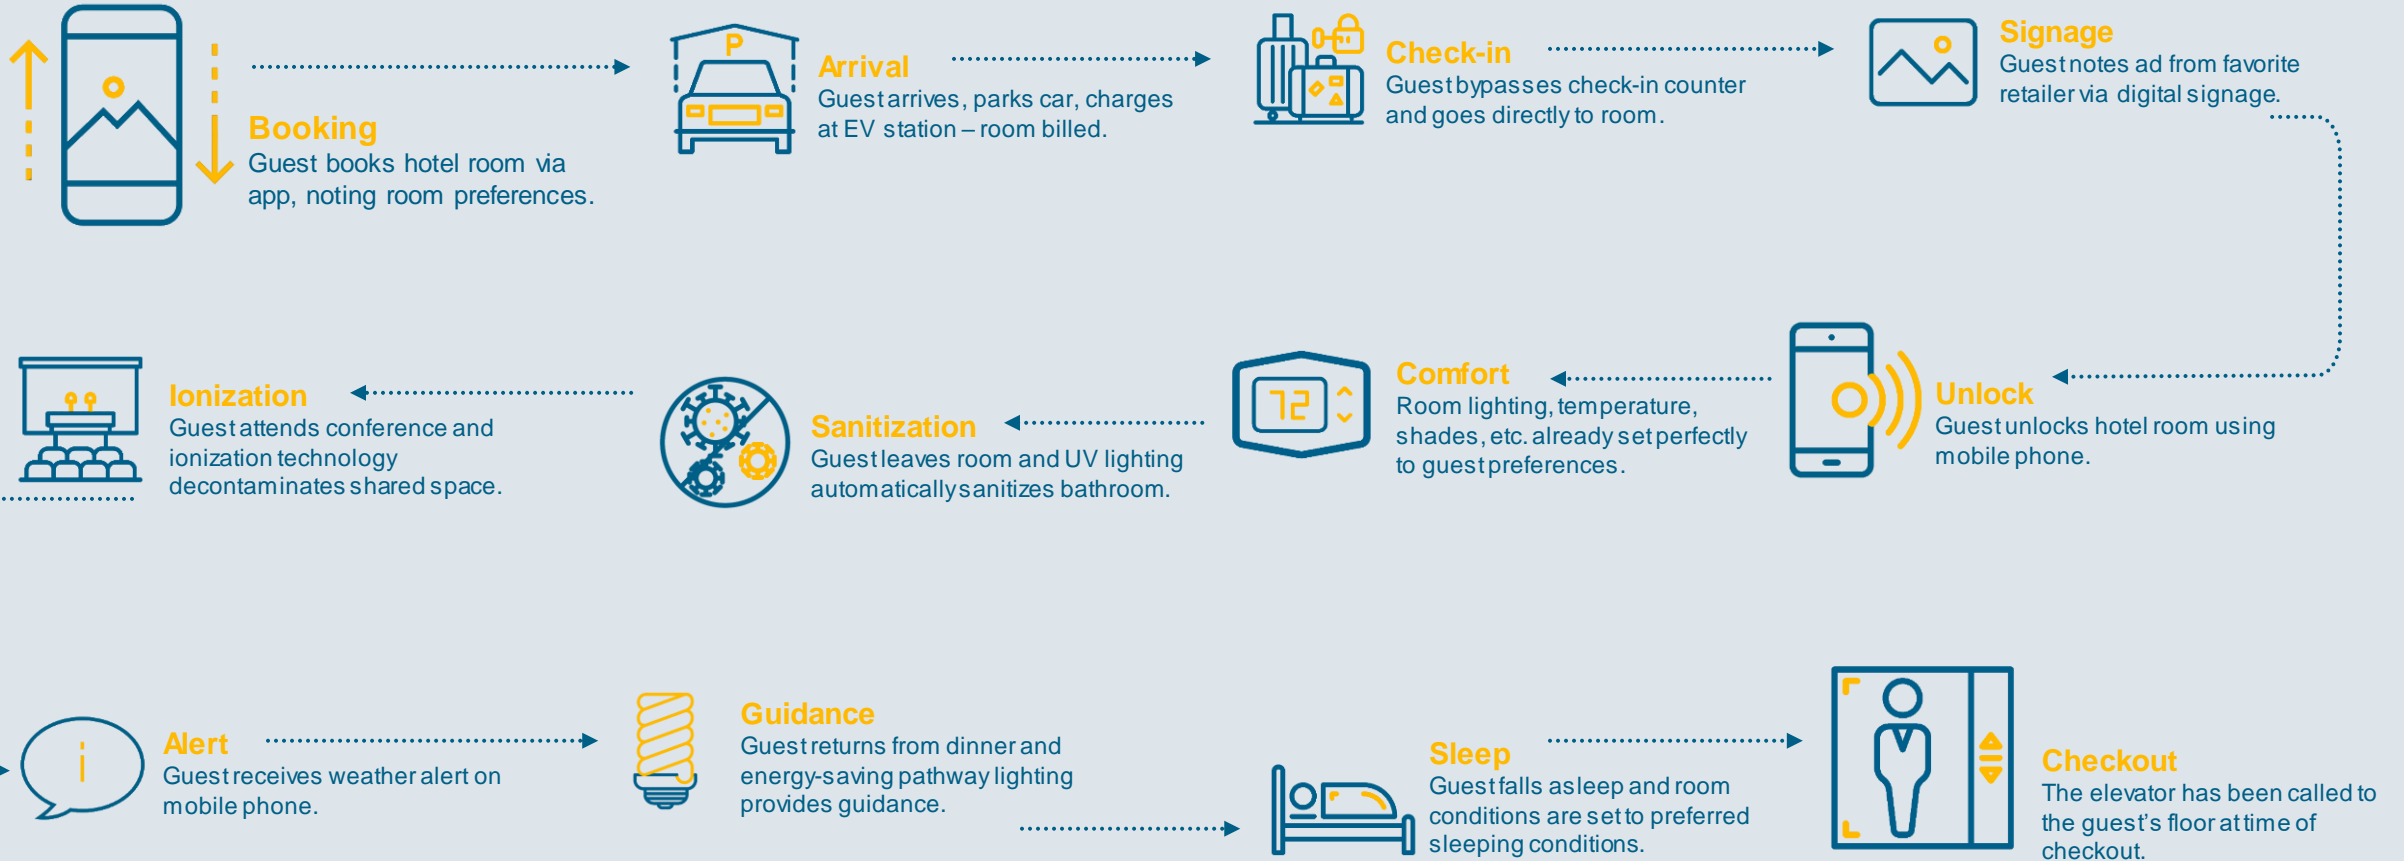 Booking
Guest books hotel room via
app, noting room preferences.
P
Arrival
Guest arrives, parks car, charges
at EV station – room billed.
Check-in
Guest bypasses check-in counter
and goes directly to room.
Signage
Guest notes ad from favorite
retailer via digital signage.
Unlock
Guest unlocks hotel room using
mobile phone.
72
Comfort
Room lighting, temperature,
shades, etc. already set perfectly
to guest preferences.
Sanitization
Guest leaves room and UV lighting
automatically sanitizes bathroom.
Ionization
Guest attends conference and
ionization technology
decontaminates shared space.
i
Alert
Guest receives weather alert on
mobile phone.
Guidance
Guest returns from dinner and
energy-saving pathway lighting
provides guidance.
Sleep
Guest falls asleep and room
conditions are set to preferred
sleeping conditions.
Checkout
The elevator has been called to
the guest's floor at time of
checkout.